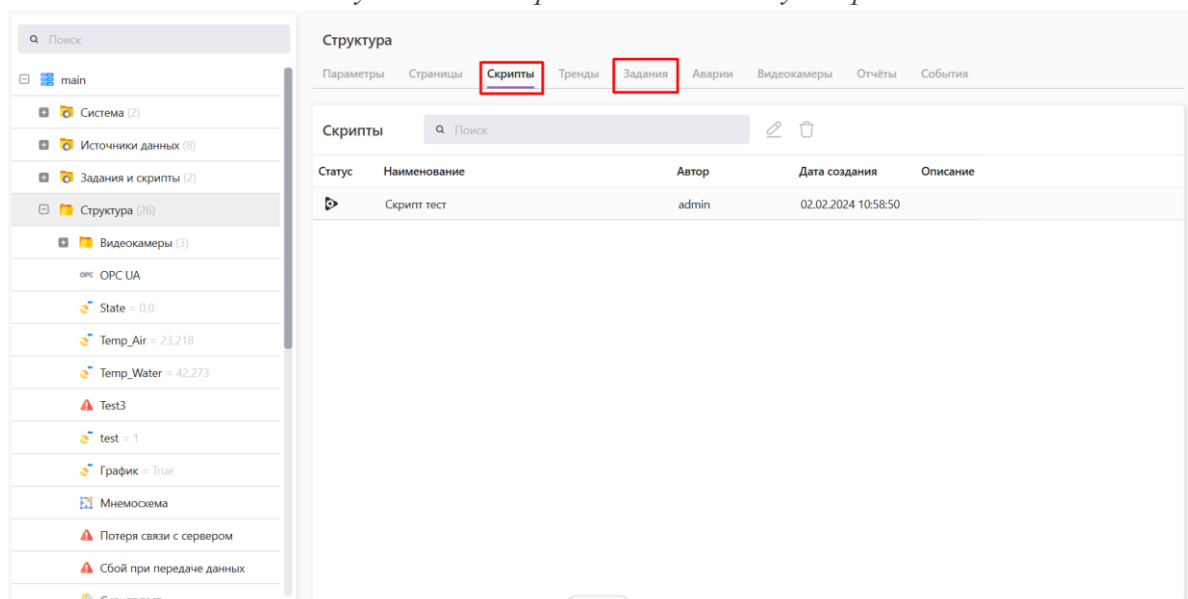 Поиск
main
Система (2)
Источники данных (8)
Задания и скрипты (2)
Структура (26)
Видеокамеры (3)
OPC OPC UA
State = 0,0
Temp_Air = 23,218
Temp_Water = 42,273
Test3
test = 1
График = True
Мнемосхема
Потеря связи с сервером
Сбой при передаче данных
Структура
Параметры Страницы Скрипты Тренды Задания Аварии Видеокамеры Отчёты События
Скрипты Поиск
Статус Наименование Автор Дата создания Описание
Скрипт тест admin 02.02.2024 10:58:50